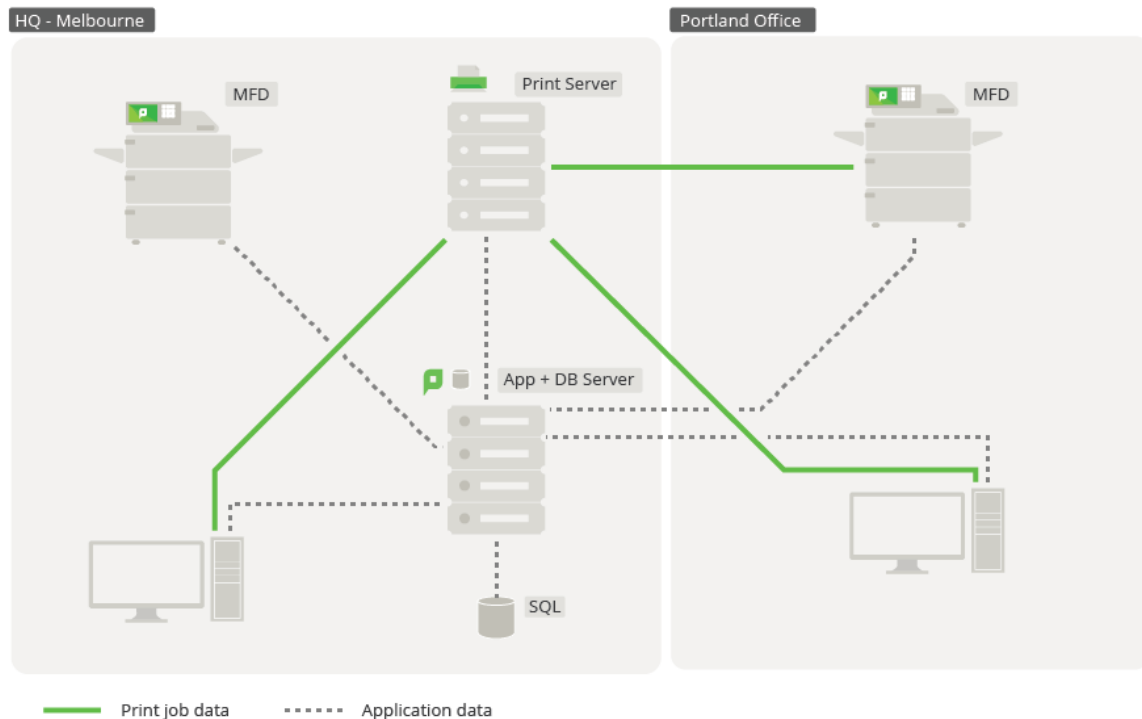 HQ - Melbourne
Portland Office
MFD
Print Server
MFD
App + DB Server
SQL
Print job data
Application data